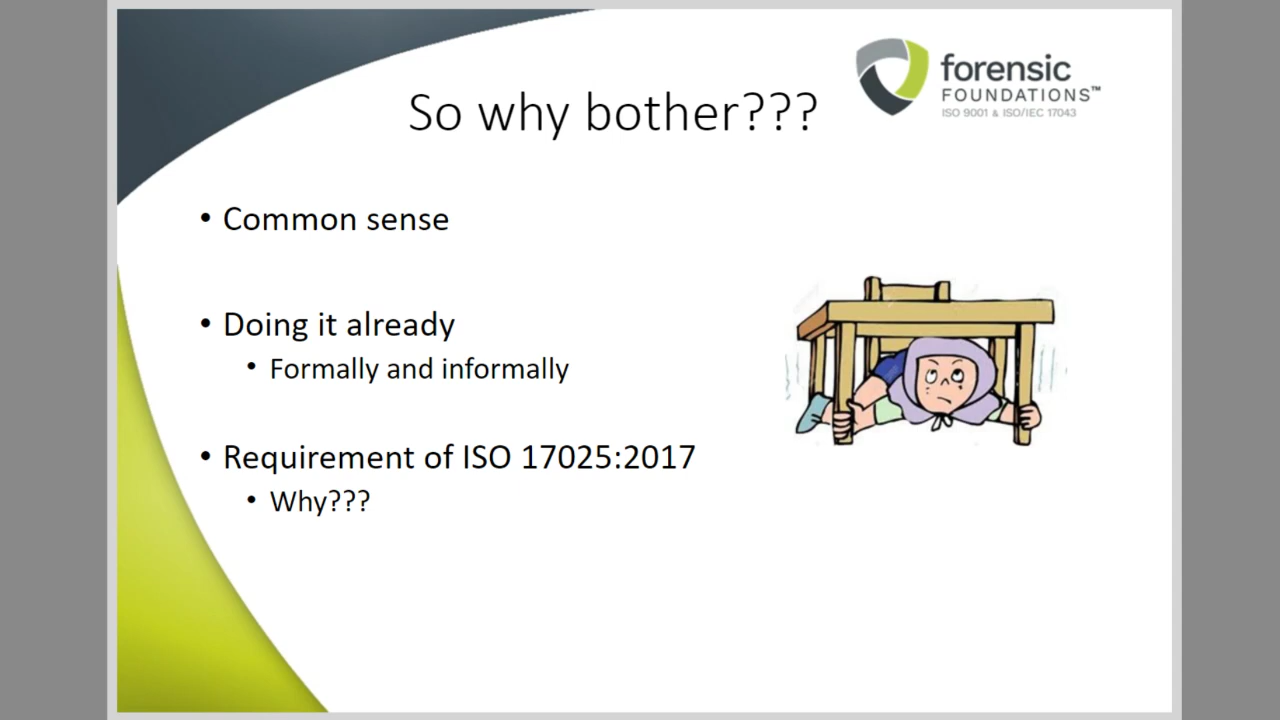 forensic
FOUNDATIONS™
ISO 9001 & ISO/IEC 17043
So why bother???
• Common sense
• Doing it already
• Formally and informally
• Requirement of ISO 17025:2017
• Why???